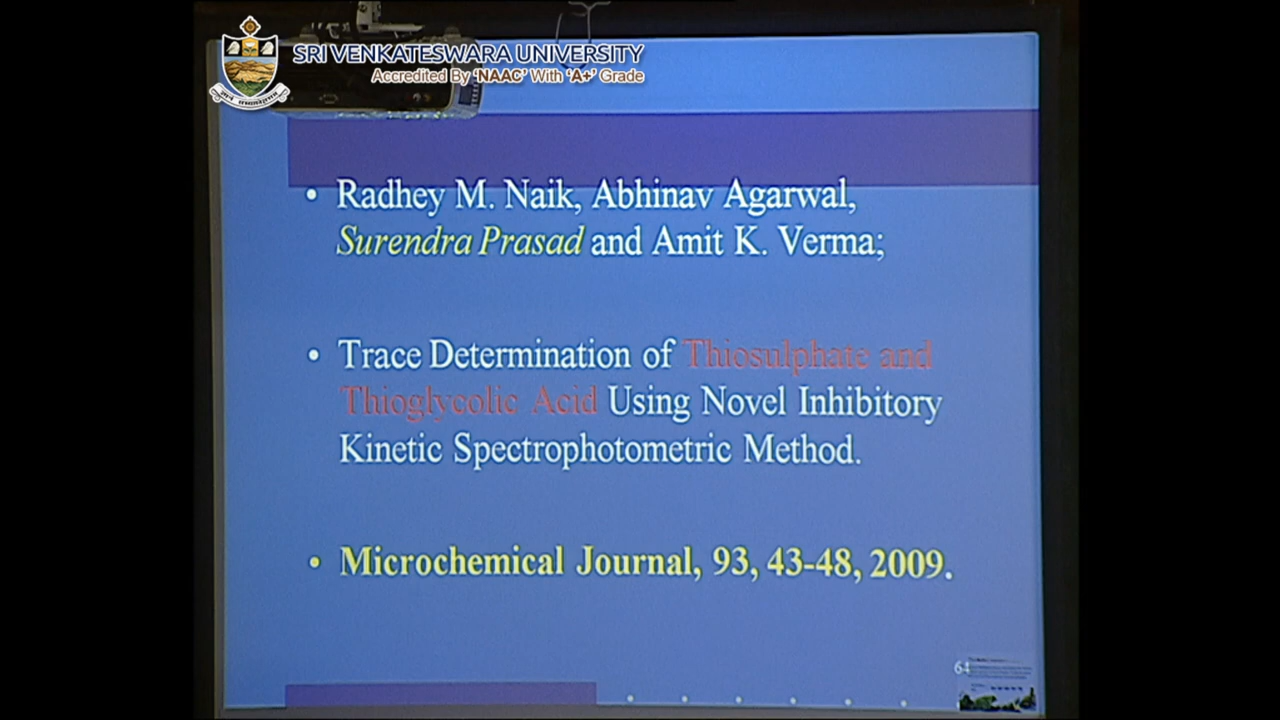 SRI VENKATESWARA UNIVERSITY
Accredited By 'NAAC' With 'A+' Grade
• Radhey M. Naik, Abhinav Agarwal,
Surendra Prasad and Amit K. Verma;
• Trace Determination of Thiosulphate and
Thioglycolic Acid Using Novel Inhibitory
Kinetic Spectrophotometric Method.
• Microchemical Journal, 93, 43-48, 2009.
64